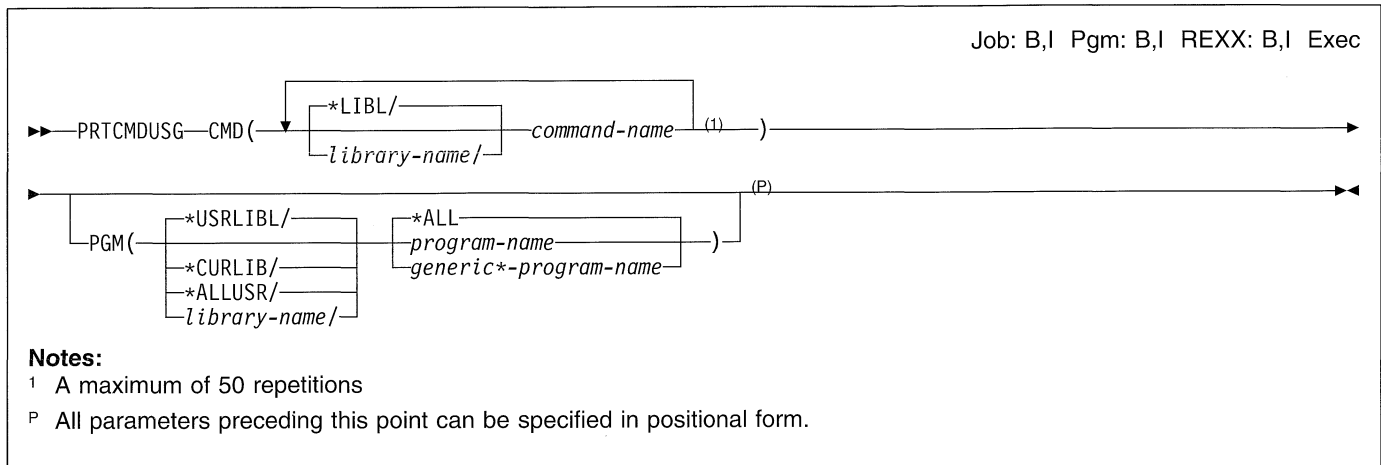 Job: B,I Pgm: B,I REXX: B,I Exec
*LIBL/
PRTCMDUSG CMD( command-name (1) )
library-name/
(P)
*USRLIBL/ *ALL
PGM( program-name )
*CURLIB/ generic*-program-name
*ALLUSR/
library-name/
Notes:
1 A maximum of 50 repetitions
P All parameters preceding this point can be specified in positional form.